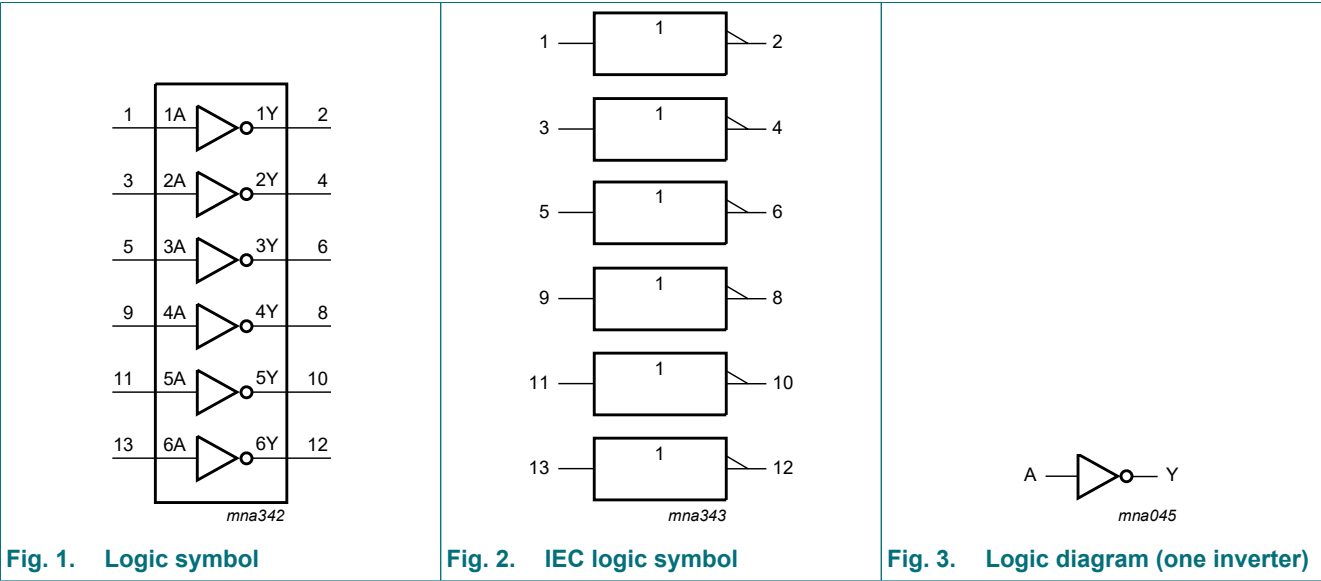 1 1A 1Y 2
3 2A 2Y 4
5 3A 3Y 6
9 4A 4Y 8
11 5A 5Y 10
13 6A 6Y 12
mna342
Fig. 1. Logic symbol
1 1 2
3 1 4
5 1 6
9 1 8
11 1 10
13 1 12
mna343
Fig. 2. IEC logic symbol
A Y
mna045
Fig. 3. Logic diagram (one inverter)